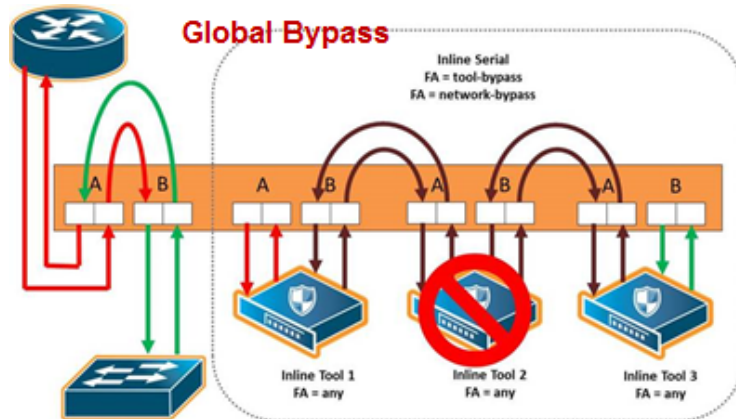 Global Bypass
Inline Serial
FA = tool-bypass
FA = network-bypass
A B A B A B A B
Inline Tool 1
FA = any
Inline Tool 2
FA = any
Inline Tool 3
FA = any